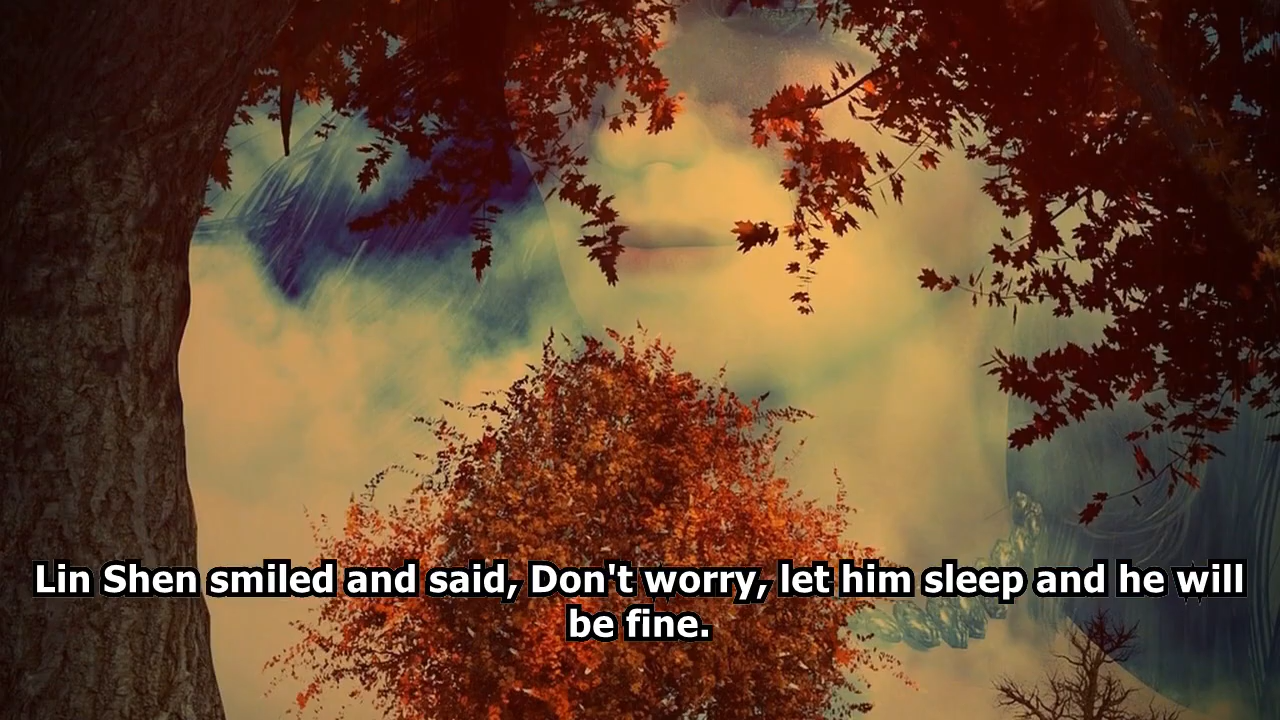 Lin Shen smiled and said, Don't worry, let him sleep and he will
be fine.